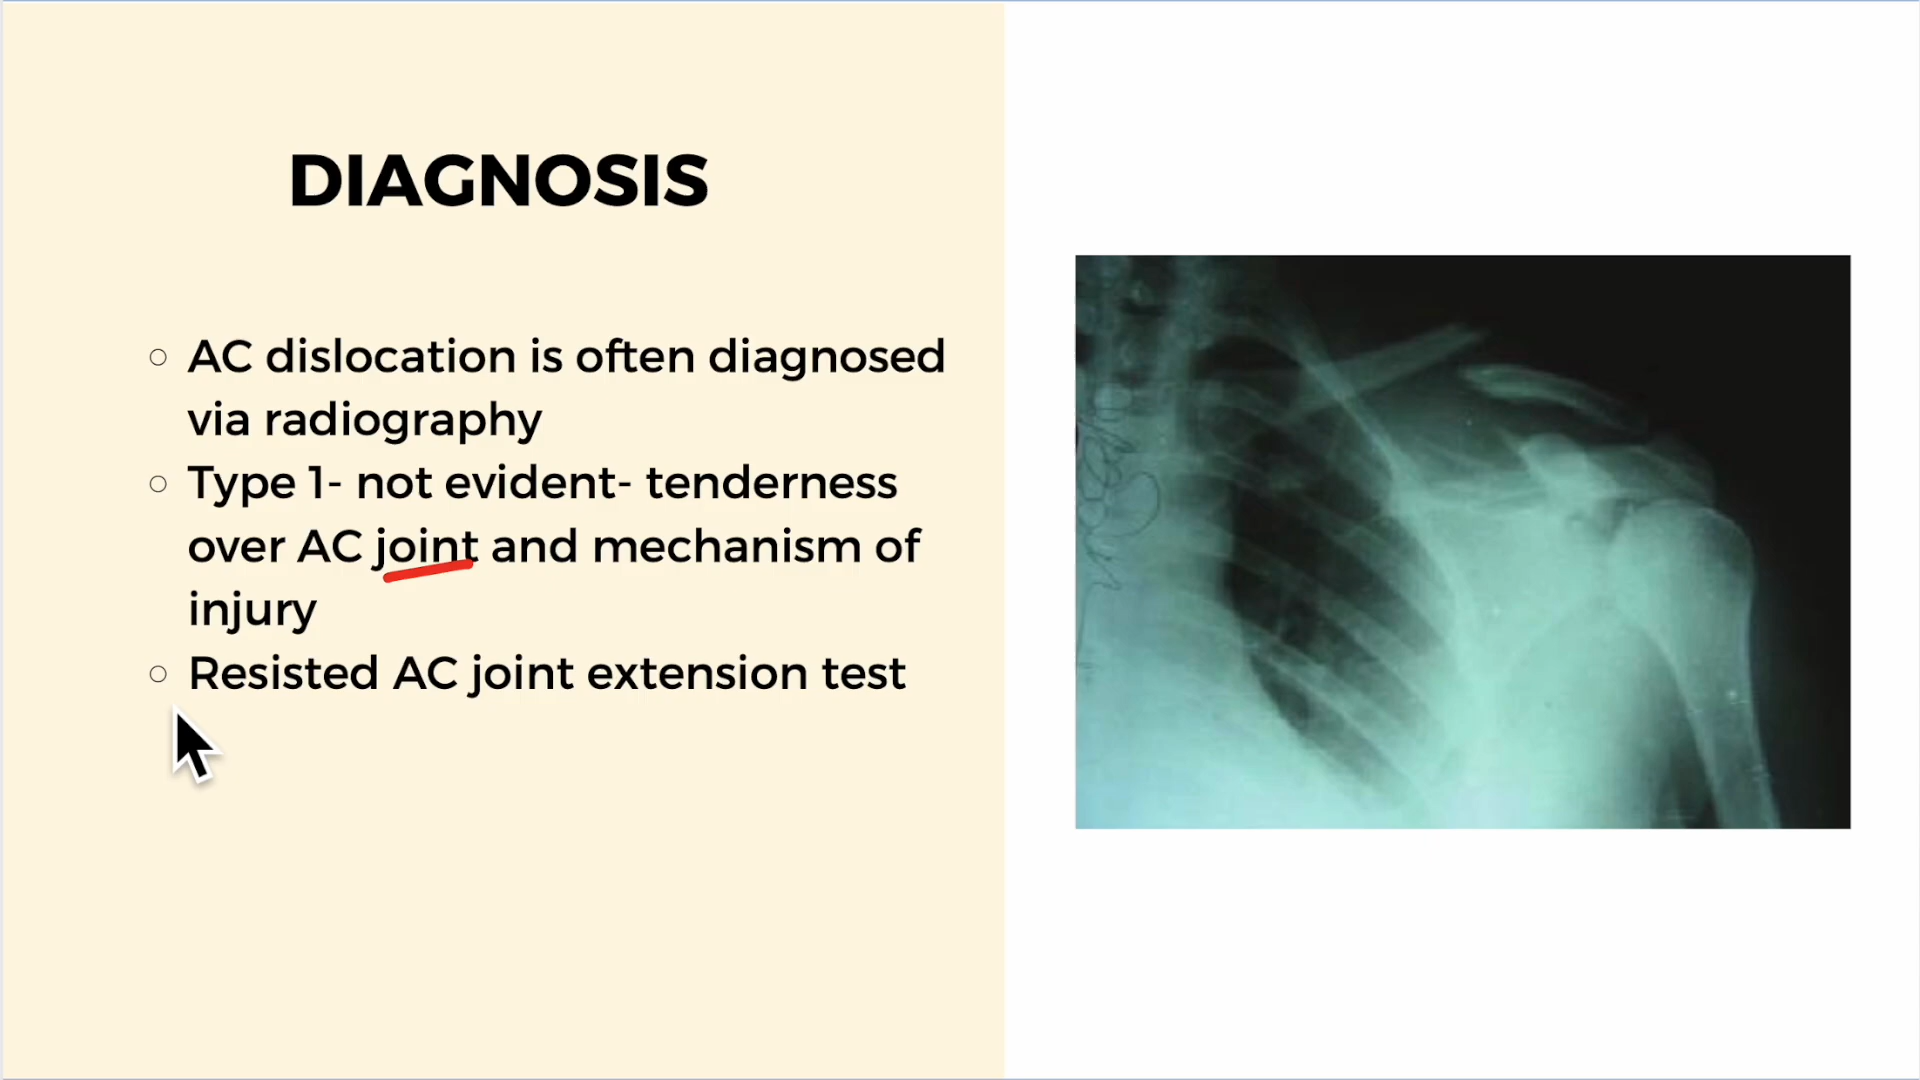 DIAGNOSIS
AC dislocation is often diagnosed
via radiography
Type 1- not evident- tenderness
over AC joint and mechanism of
injury
Resisted AC joint extension test